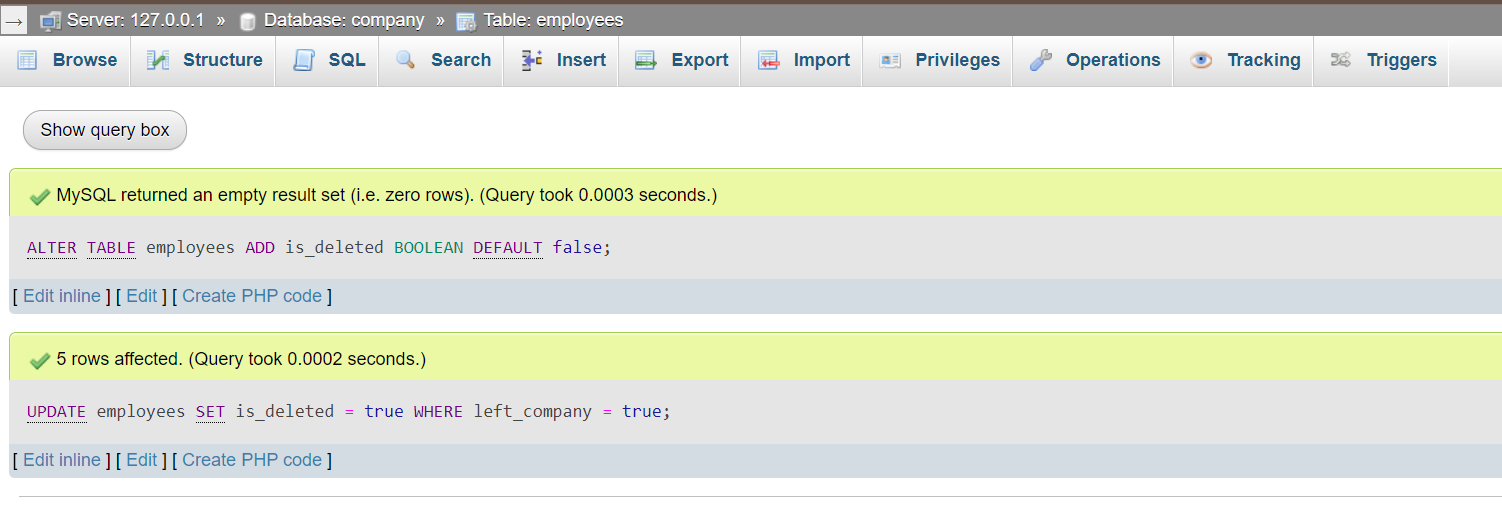 → Server: 127.0.0.1 » Database: company » Table: employees
Browse Structure SQL Search Insert Export Import Privileges Operations Tracking Triggers
Show query box
MySQL returned an empty result set (i.e. zero rows). (Query took 0.0003 seconds.)
ALTER TABLE employees ADD is_deleted BOOLEAN DEFAULT false;
[ Edit inline ] [ Edit ] [ Create PHP code ]
5 rows affected. (Query took 0.0002 seconds.)
UPDATE employees SET is_deleted = true WHERE left_company = true;
[ Edit inline ] [ Edit ] [ Create PHP code ]